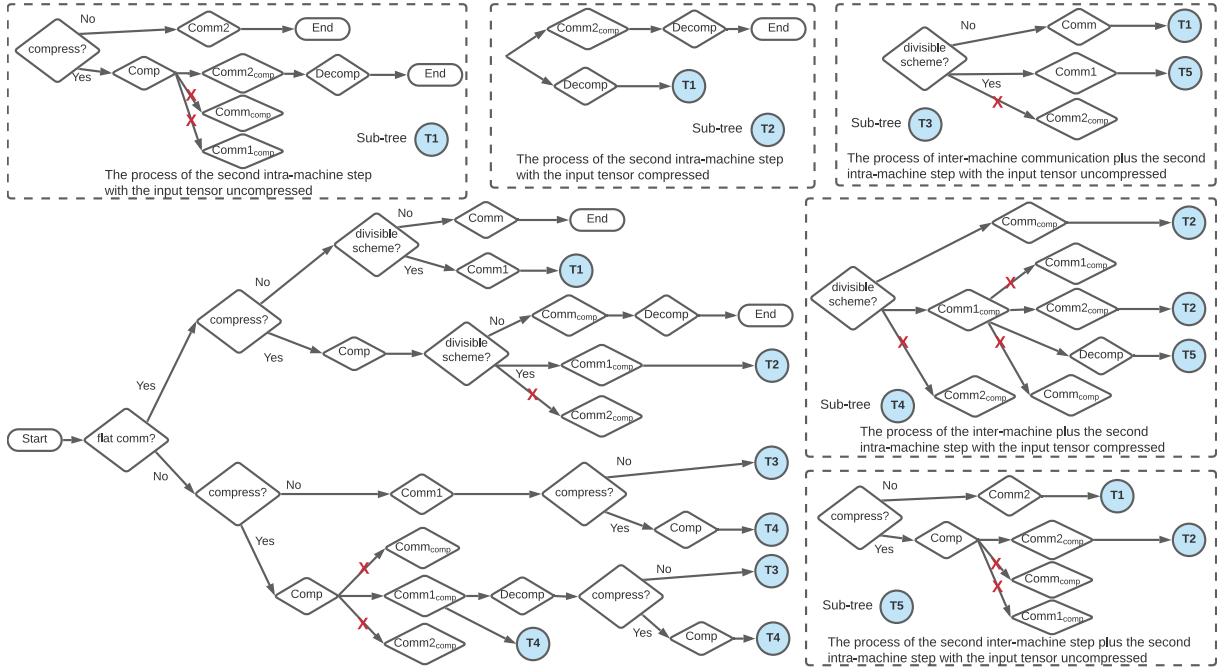 No
Comm2
End
compress?
Yes
Comp
Comm2comp
Decomp
End
Commcomp
Comm1comp
Sub-tree T1
The process of the second intra-machine step
with the input tensor uncompressed
Comm2comp
Decomp
End
Decomp
T1
Sub-tree T2
The process of the second intra-machine step
with the input tensor compressed
No
Comm
T1
divisible
scheme?
Comm1
T5
Yes
Comm2comp
Sub-tree T3
The process of inter-machine communication plus the second
intra-machine step with the input tensor uncompressed
Commcomp
T2
divisible
scheme?
Comm1comp
Comm1comp
Comm2comp
T2
Decomp
T5
Comm2comp
Commcomp
Sub-tree T4
The process of the inter-machine plus the second
intra-machine step with the input tensor compressed
No
Comm2
T1
compress?
Yes
Comp
Comm2comp
T2
Commcomp
Comm1comp
Sub-tree T5
The process of the second inter-machine step plus the second
intra-machine step with the input tensor uncompressed
Start
flat comm?
Yes
No
compress?
No
Yes
divisible
scheme?
No
Comm
End
Yes
Comm1
T1
Comp
divisible
scheme?
No
Commcomp
Decomp
End
Yes
Comm1comp
T2
Comm2comp
compress?
No
Comm1
compress?
No
T3
Yes
Comp
T4
Yes
Comp
Commcomp
Comm1comp
Decomp
compress?
No
T3
Yes
Comp
T4
Comm2comp
T4